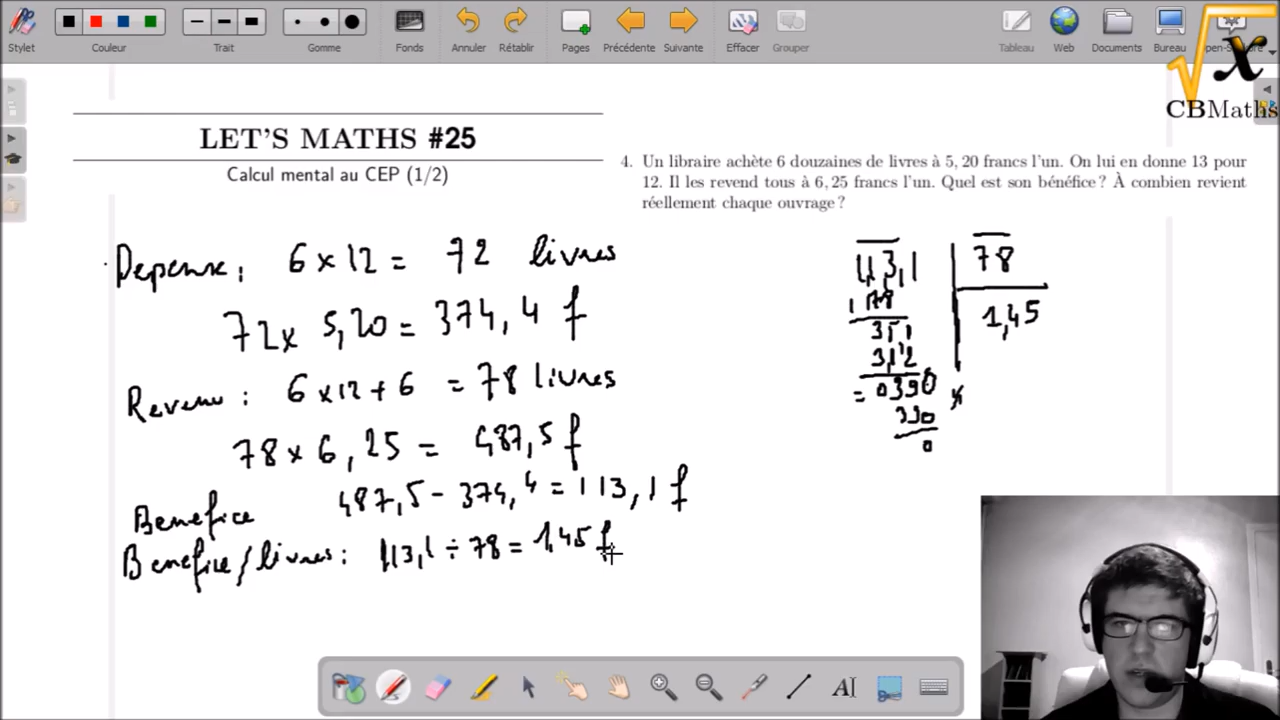 Stylet Couleur Trait Gomme Fonds Annuler Rétablir Pages Précédente Suivante Effacer Grouper Tableau Web Documents Bureau
CBMaths
LET'S MATHS #25
Calcul mental au CEP (1/2)
4. Un libraire achète 6 douzaines de livres à 5,20 francs l'un. On lui en donne 13 pour
12. Il les revend tous à 6,25 francs l'un. Quel est son bénéfice ? À combien revient
réellement chaque ouvrage ?
Depense : 6 × 12 = 72 livres
72 × 5,20 = 374,4 f
Revenu : 6 × 12 + 6 = 78 livres
78 × 6,25 = 487,5 f
Benefice 487,5 - 374,4 = 113,1 f
Benefice/livres : 113,1 ÷ 78 = 1,45 f
113,1 78
1,45
AI